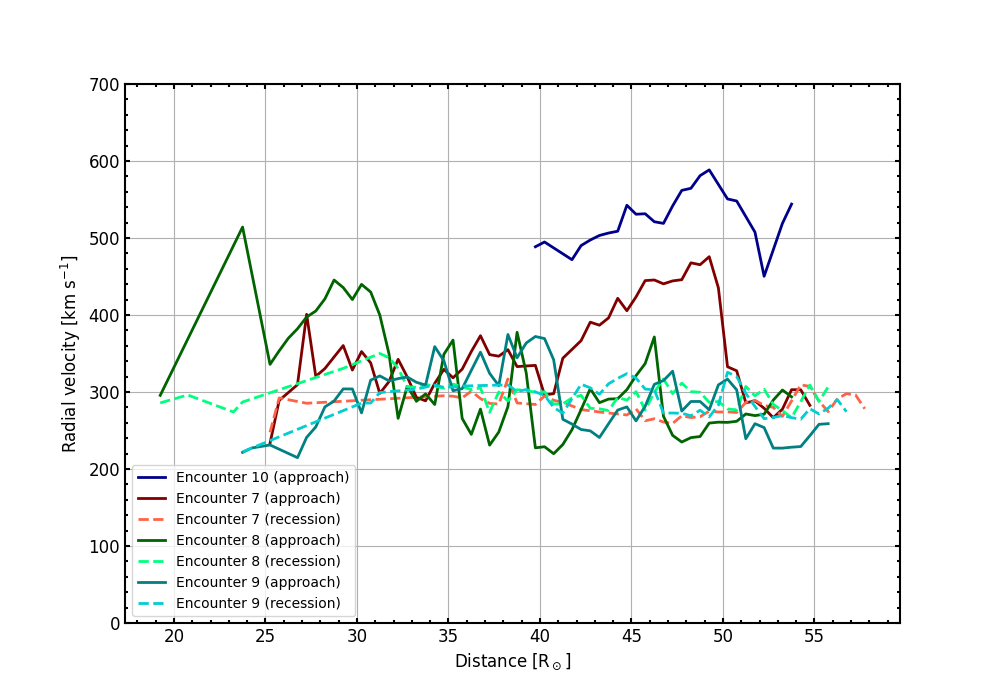 700
600
500
400
300
200
100
0
Radial velocity [km s⁻¹]
Encounter 10 (approach)
Encounter 7 (approach)
Encounter 7 (recession)
Encounter 8 (approach)
Encounter 8 (recession)
Encounter 9 (approach)
Encounter 9 (recession)
20 25 30 35 40 45 50 55
Distance [R⊙]